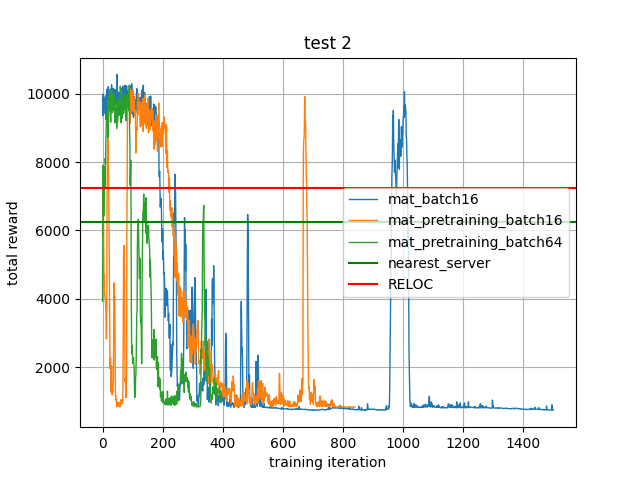 test 2
total reward
10000
8000
6000
4000
2000
mat_batch16
mat_pretraining_batch16
mat_pretraining_batch64
nearest_server
RELOC
0 200 400 600 800 1000 1200 1400
training iteration